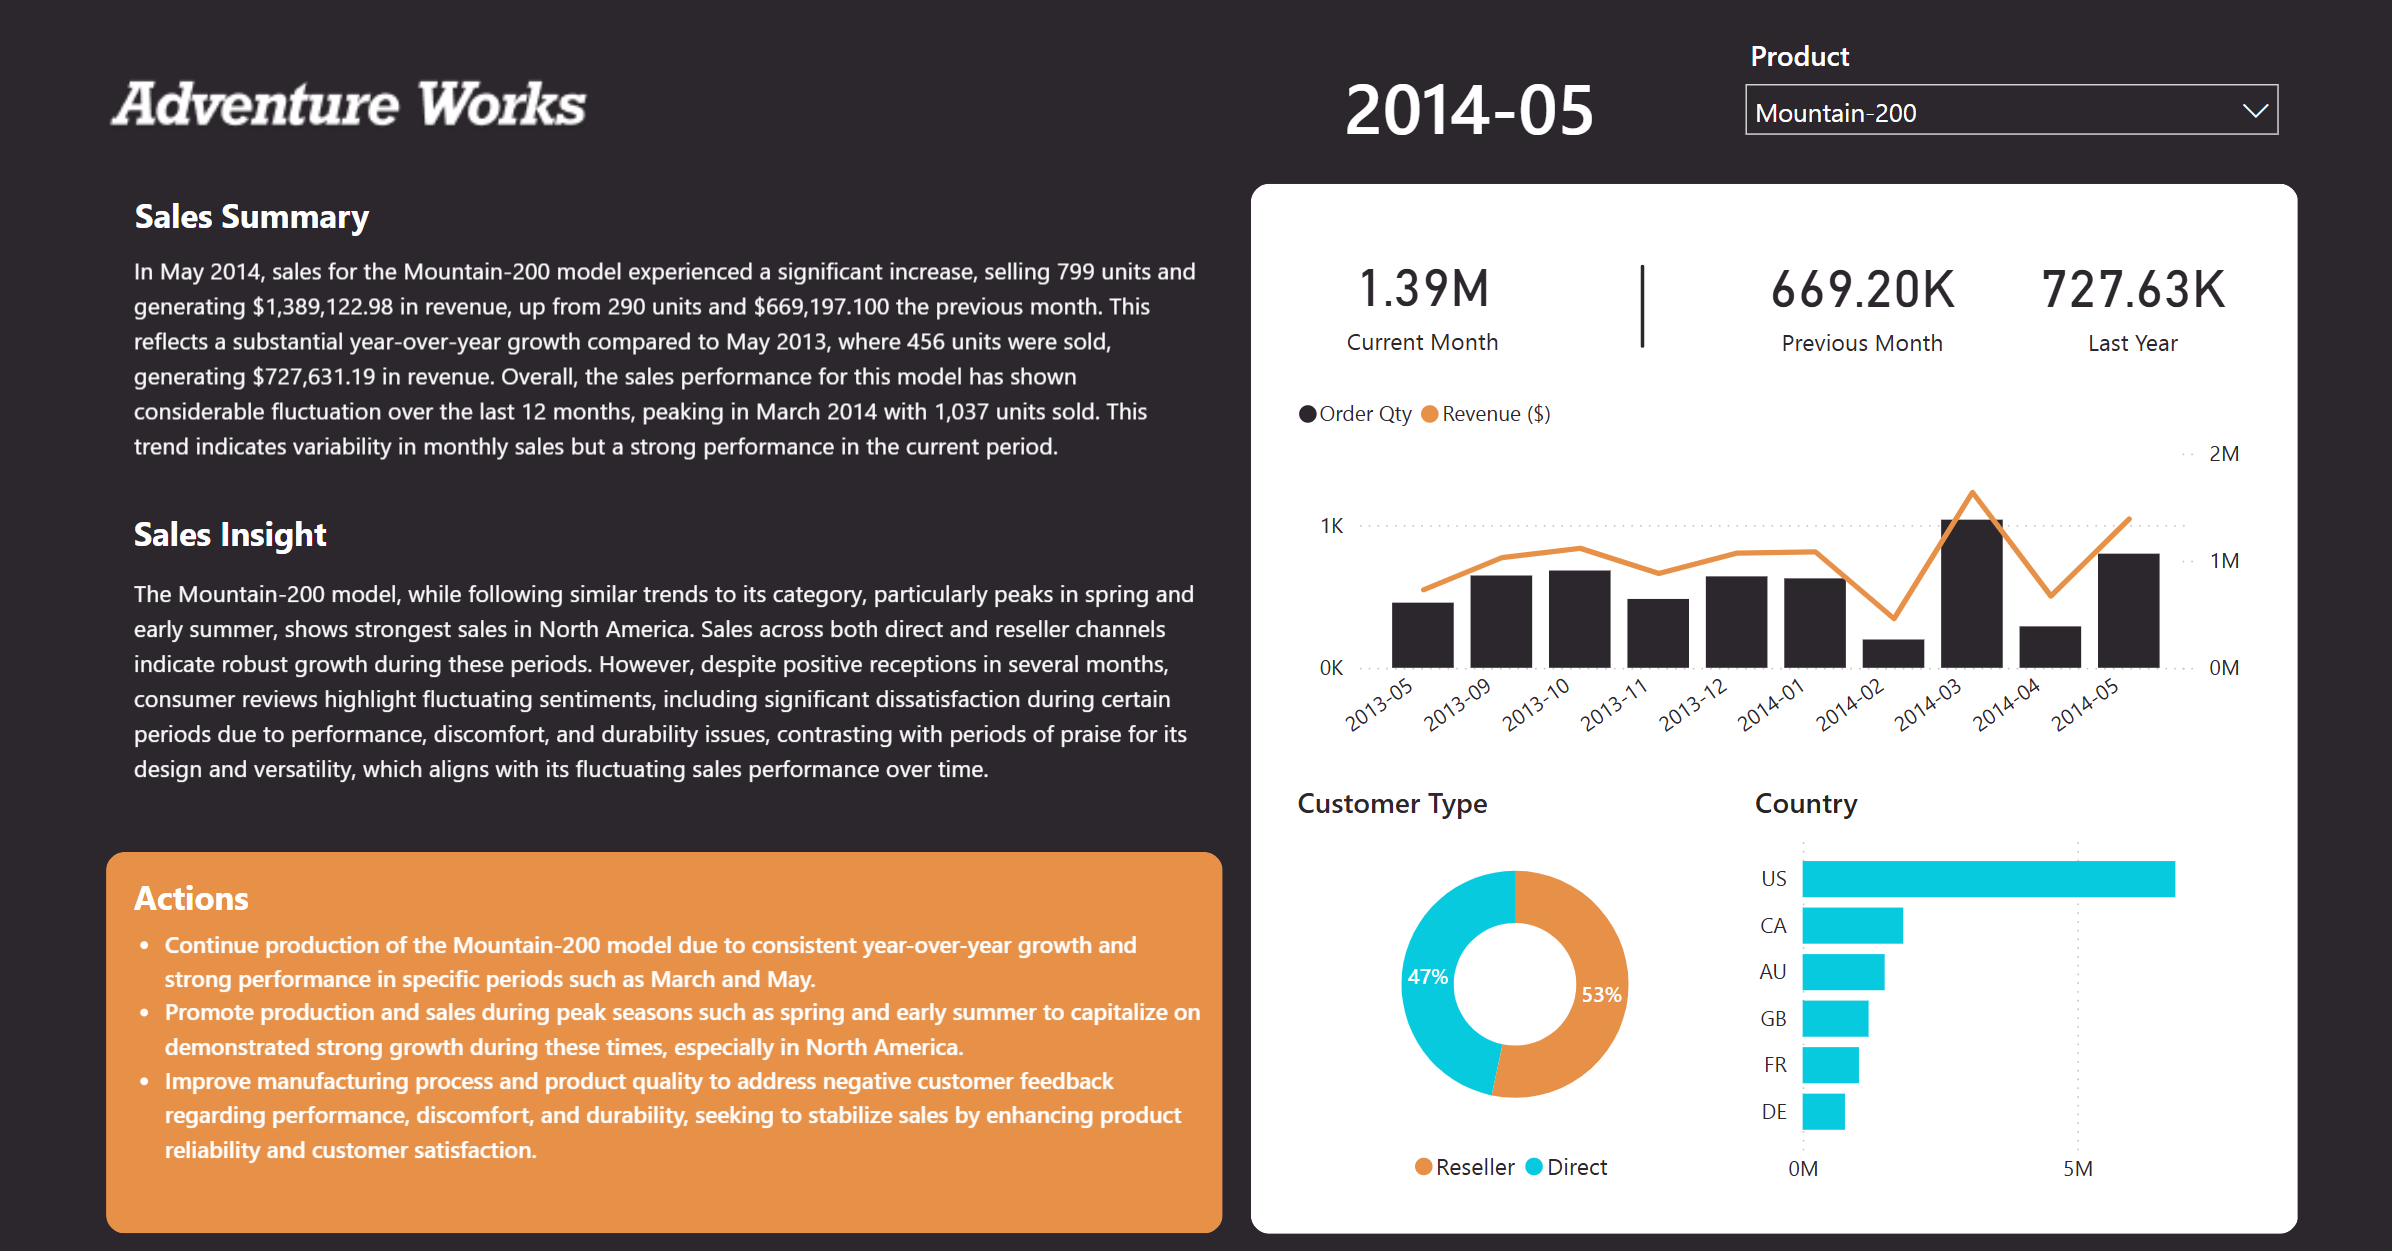 Adventure Works
2014-05
Product
Mountain-200
Sales Summary
In May 2014, sales for the Mountain-200 model experienced a significant increase, selling 799 units and
generating $1,389,122.98 in revenue, up from 290 units and $669,197.100 the previous month. This
reflects a substantial year-over-year growth compared to May 2013, where 456 units were sold,
generating $727,631.19 in revenue. Overall, the sales performance for this model has shown
considerable fluctuation over the last 12 months, peaking in March 2014 with 1,037 units sold. This
trend indicates variability in monthly sales but a strong performance in the current period.
Sales Insight
The Mountain-200 model, while following similar trends to its category, particularly peaks in spring and
early summer, shows strongest sales in North America. Sales across both direct and reseller channels
indicate robust growth during these periods. However, despite positive receptions in several months,
consumer reviews highlight fluctuating sentiments, including significant dissatisfaction during certain
periods due to performance, discomfort, and durability issues, contrasting with periods of praise for its
design and versatility, which aligns with its fluctuating sales performance over time.
Actions
• Continue production of the Mountain-200 model due to consistent year-over-year growth and
strong performance in specific periods such as March and May.
• Promote production and sales during peak seasons such as spring and early summer to capitalize on
demonstrated strong growth during these times, especially in North America.
• Improve manufacturing process and product quality to address negative customer feedback
regarding performance, discomfort, and durability, seeking to stabilize sales by enhancing product
reliability and customer satisfaction.
1.39M
Current Month
669.20K
Previous Month
727.63K
Last Year
Order Qty Revenue ($)
2M
1K
1M
0K
0M
2013-05 2013-09 2013-10 2013-11 2013-12 2014-01 2014-02 2014-03 2014-04 2014-05
Customer Type
47%
53%
Reseller Direct
Country
US
CA
AU
GB
FR
DE
0M 5M